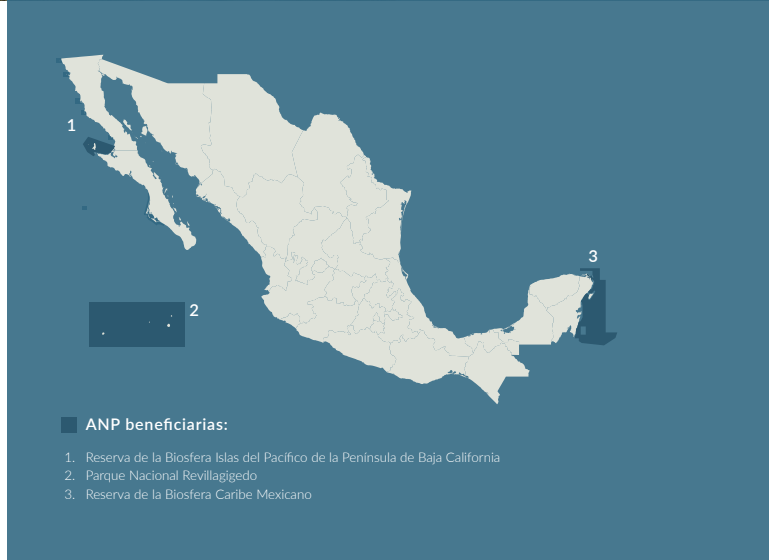 1
3
2
ANP beneficiarias:
1. Reserva de la Biosfera Islas del Pacífico de la Península de Baja California
2. Parque Nacional Revillagigedo
3. Reserva de la Biosfera Caribe Mexicano